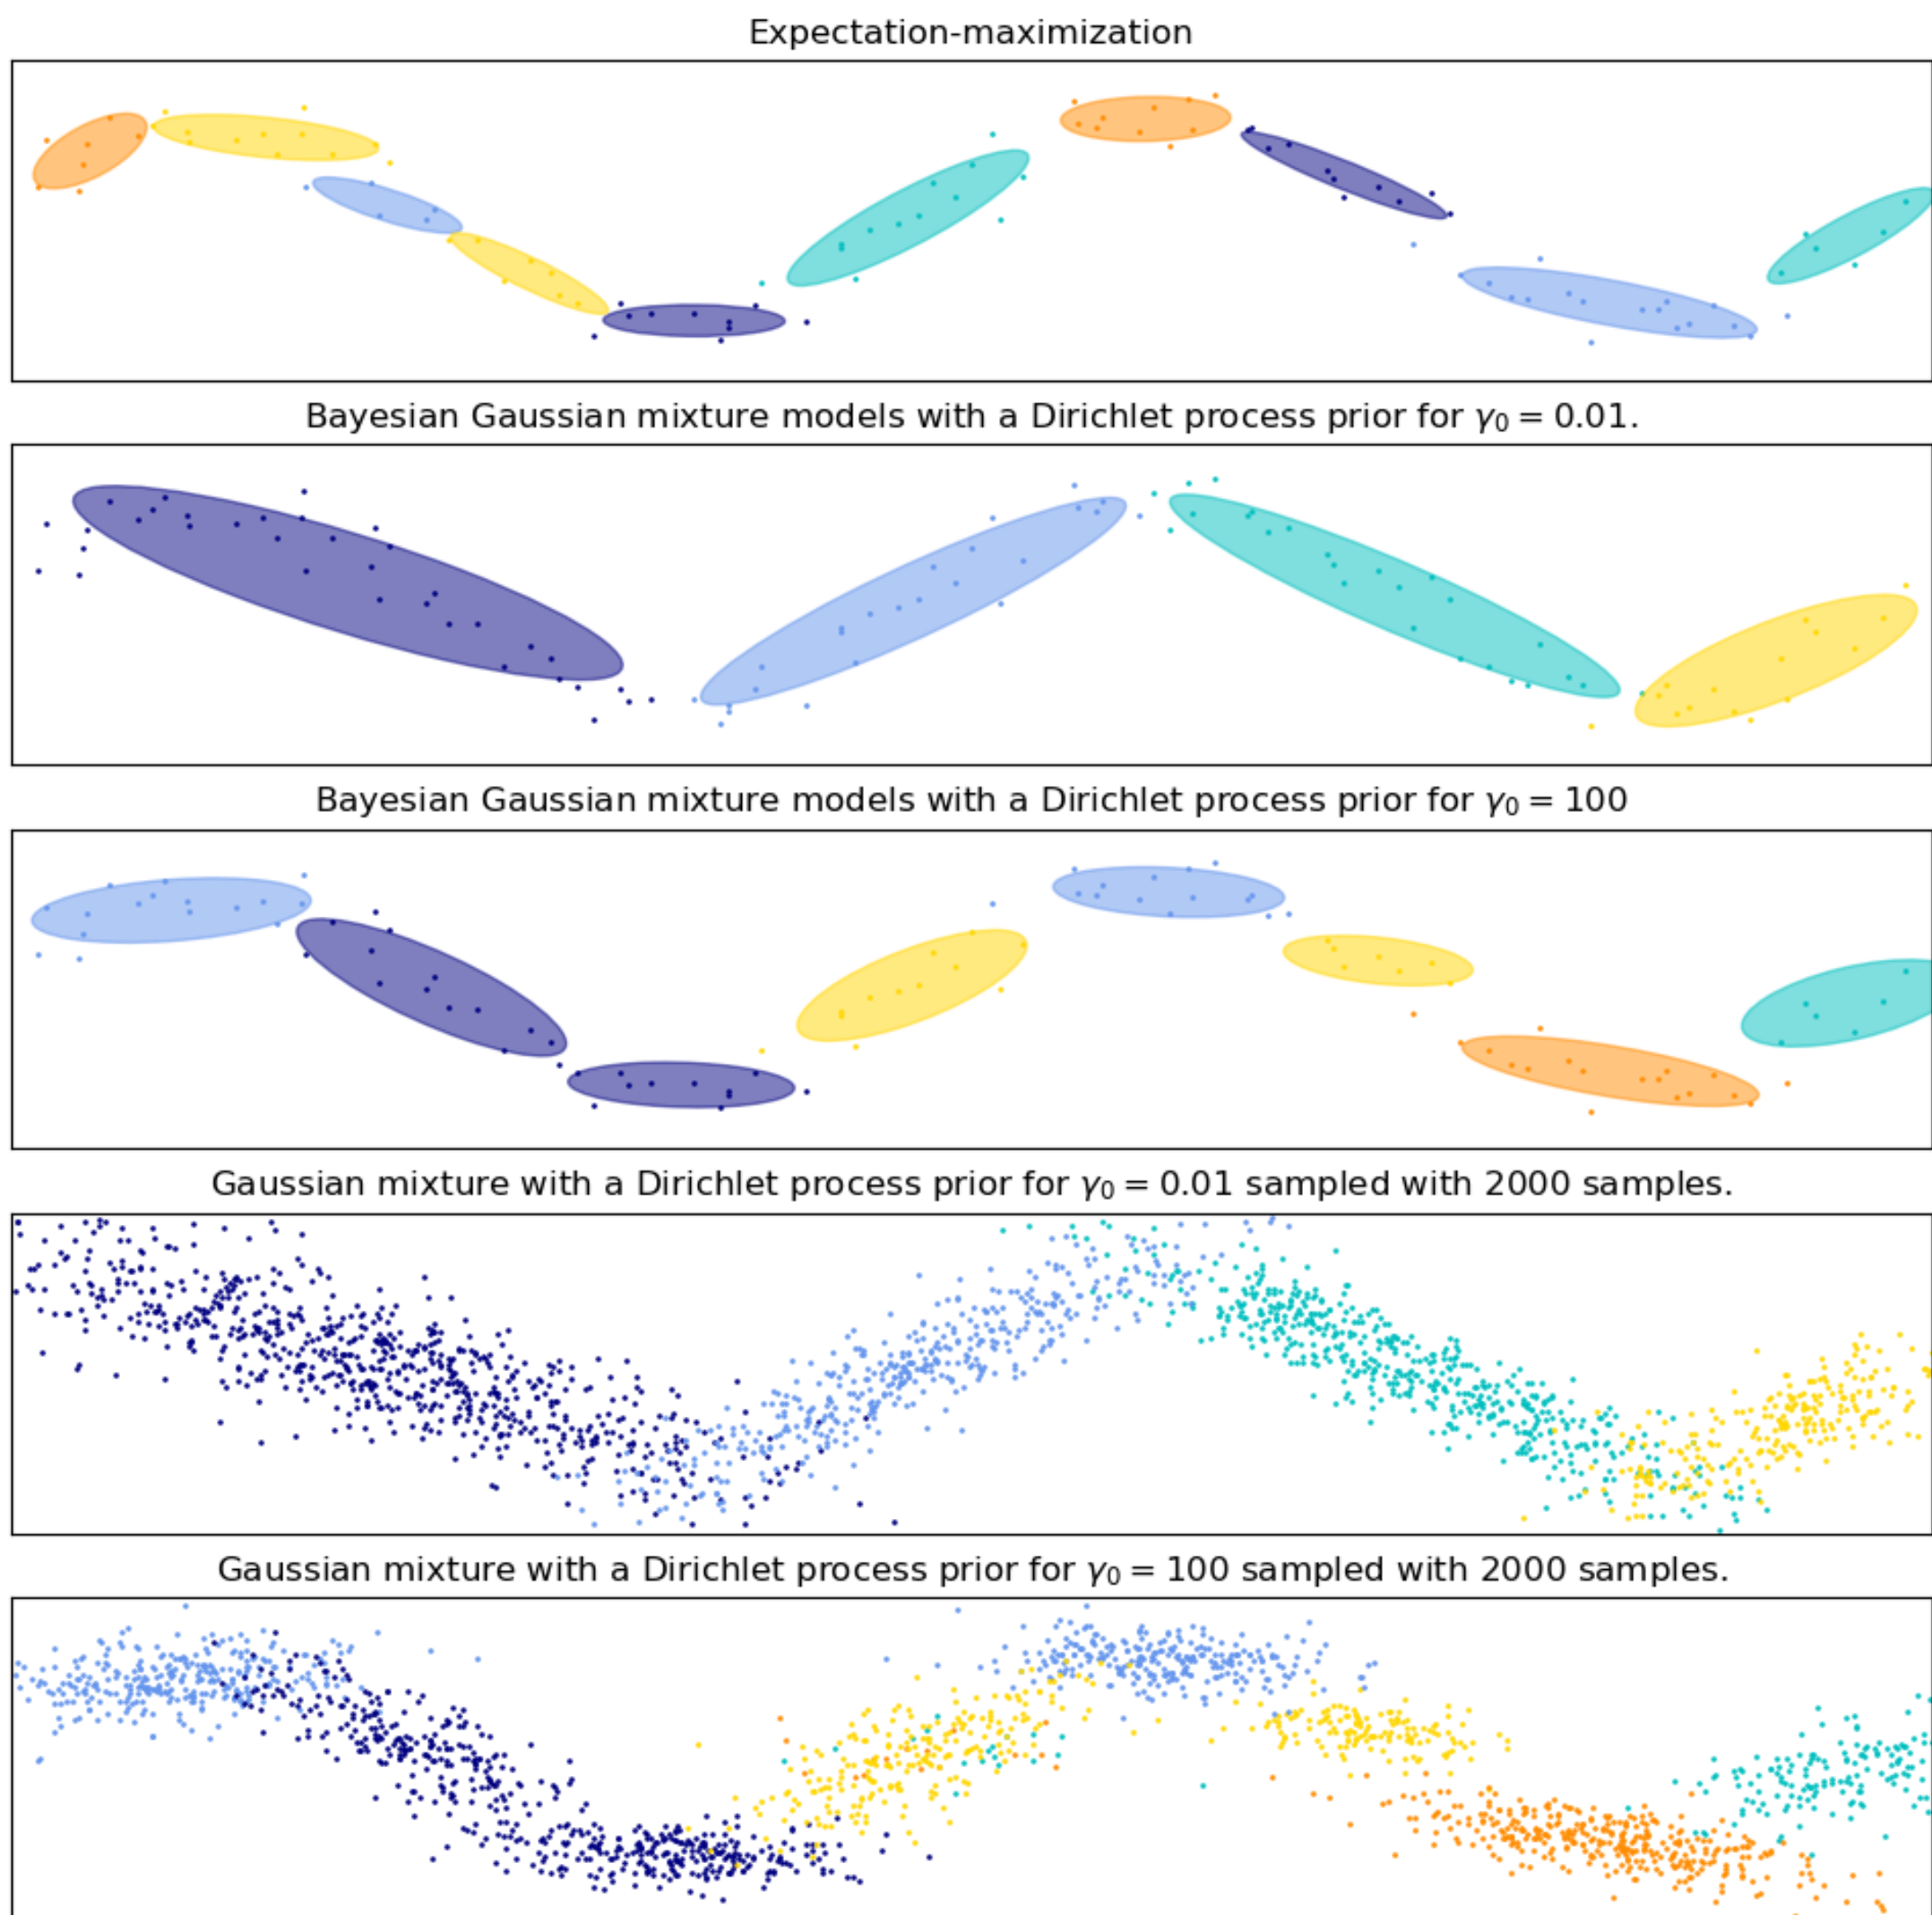 Expectation-maximization
Bayesian Gaussian mixture models with a Dirichlet process prior for γ₀ = 0.01.
Bayesian Gaussian mixture models with a Dirichlet process prior for γ₀ = 100
Gaussian mixture with a Dirichlet process prior for γ₀ = 0.01 sampled with 2000 samples.
Gaussian mixture with a Dirichlet process prior for γ₀ = 100 sampled with 2000 samples.